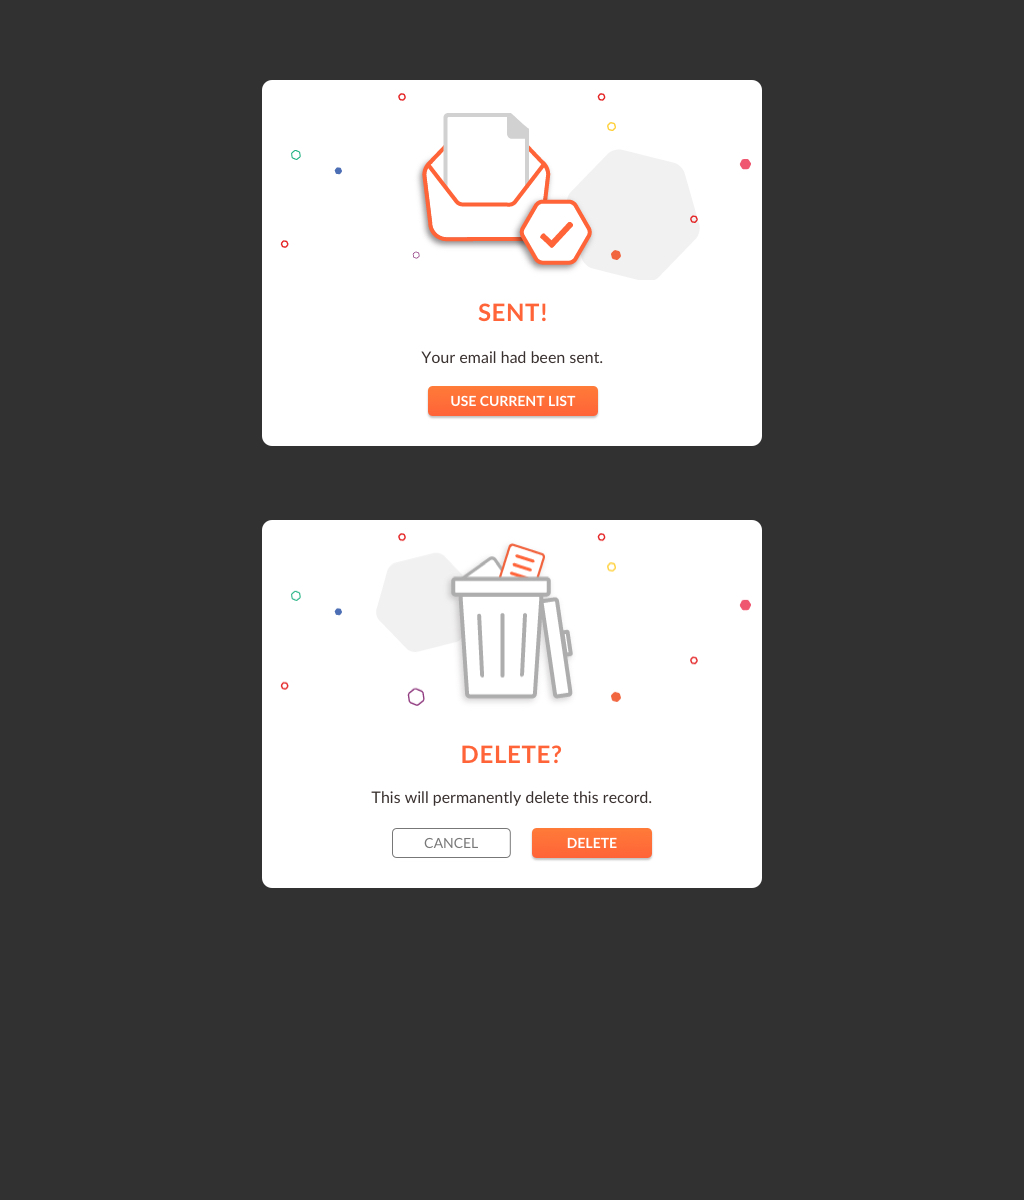 SENT!
Your email had been sent.
USE CURRENT LIST
DELETE?
This will permanently delete this record.
CANCEL
DELETE